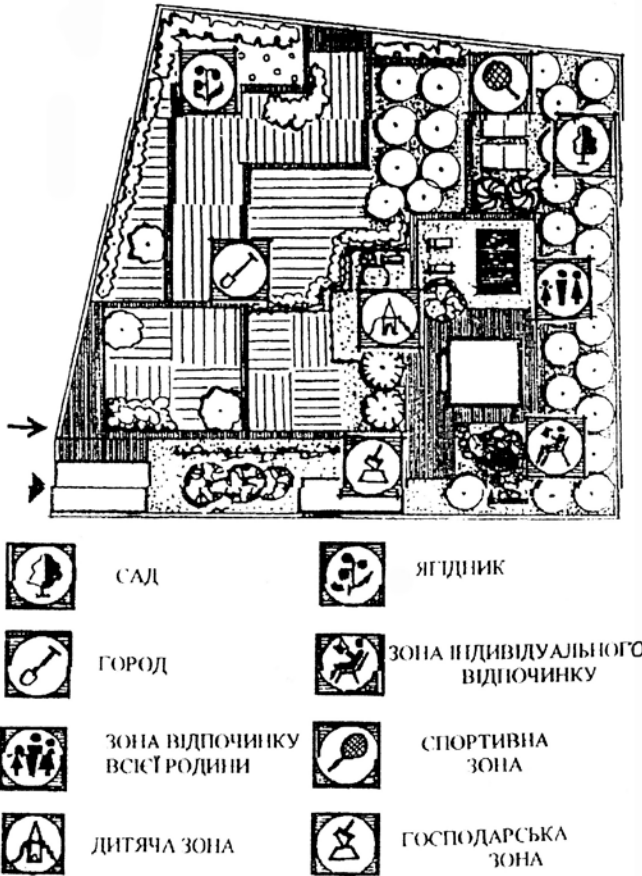 САД
ЯГІДНИК
ГОРОД
ЗОНА ІНДИВІДУАЛЬНОГО
ВІДПОЧИНКУ
ЗОНА ВІДПОЧИНКУ
ВСІЄЇ РОДИНИ
СПОРТИВНА
ЗОНА
ДИТЯЧА ЗОНА
ГОСПОДАРСЬКА
ЗОНА